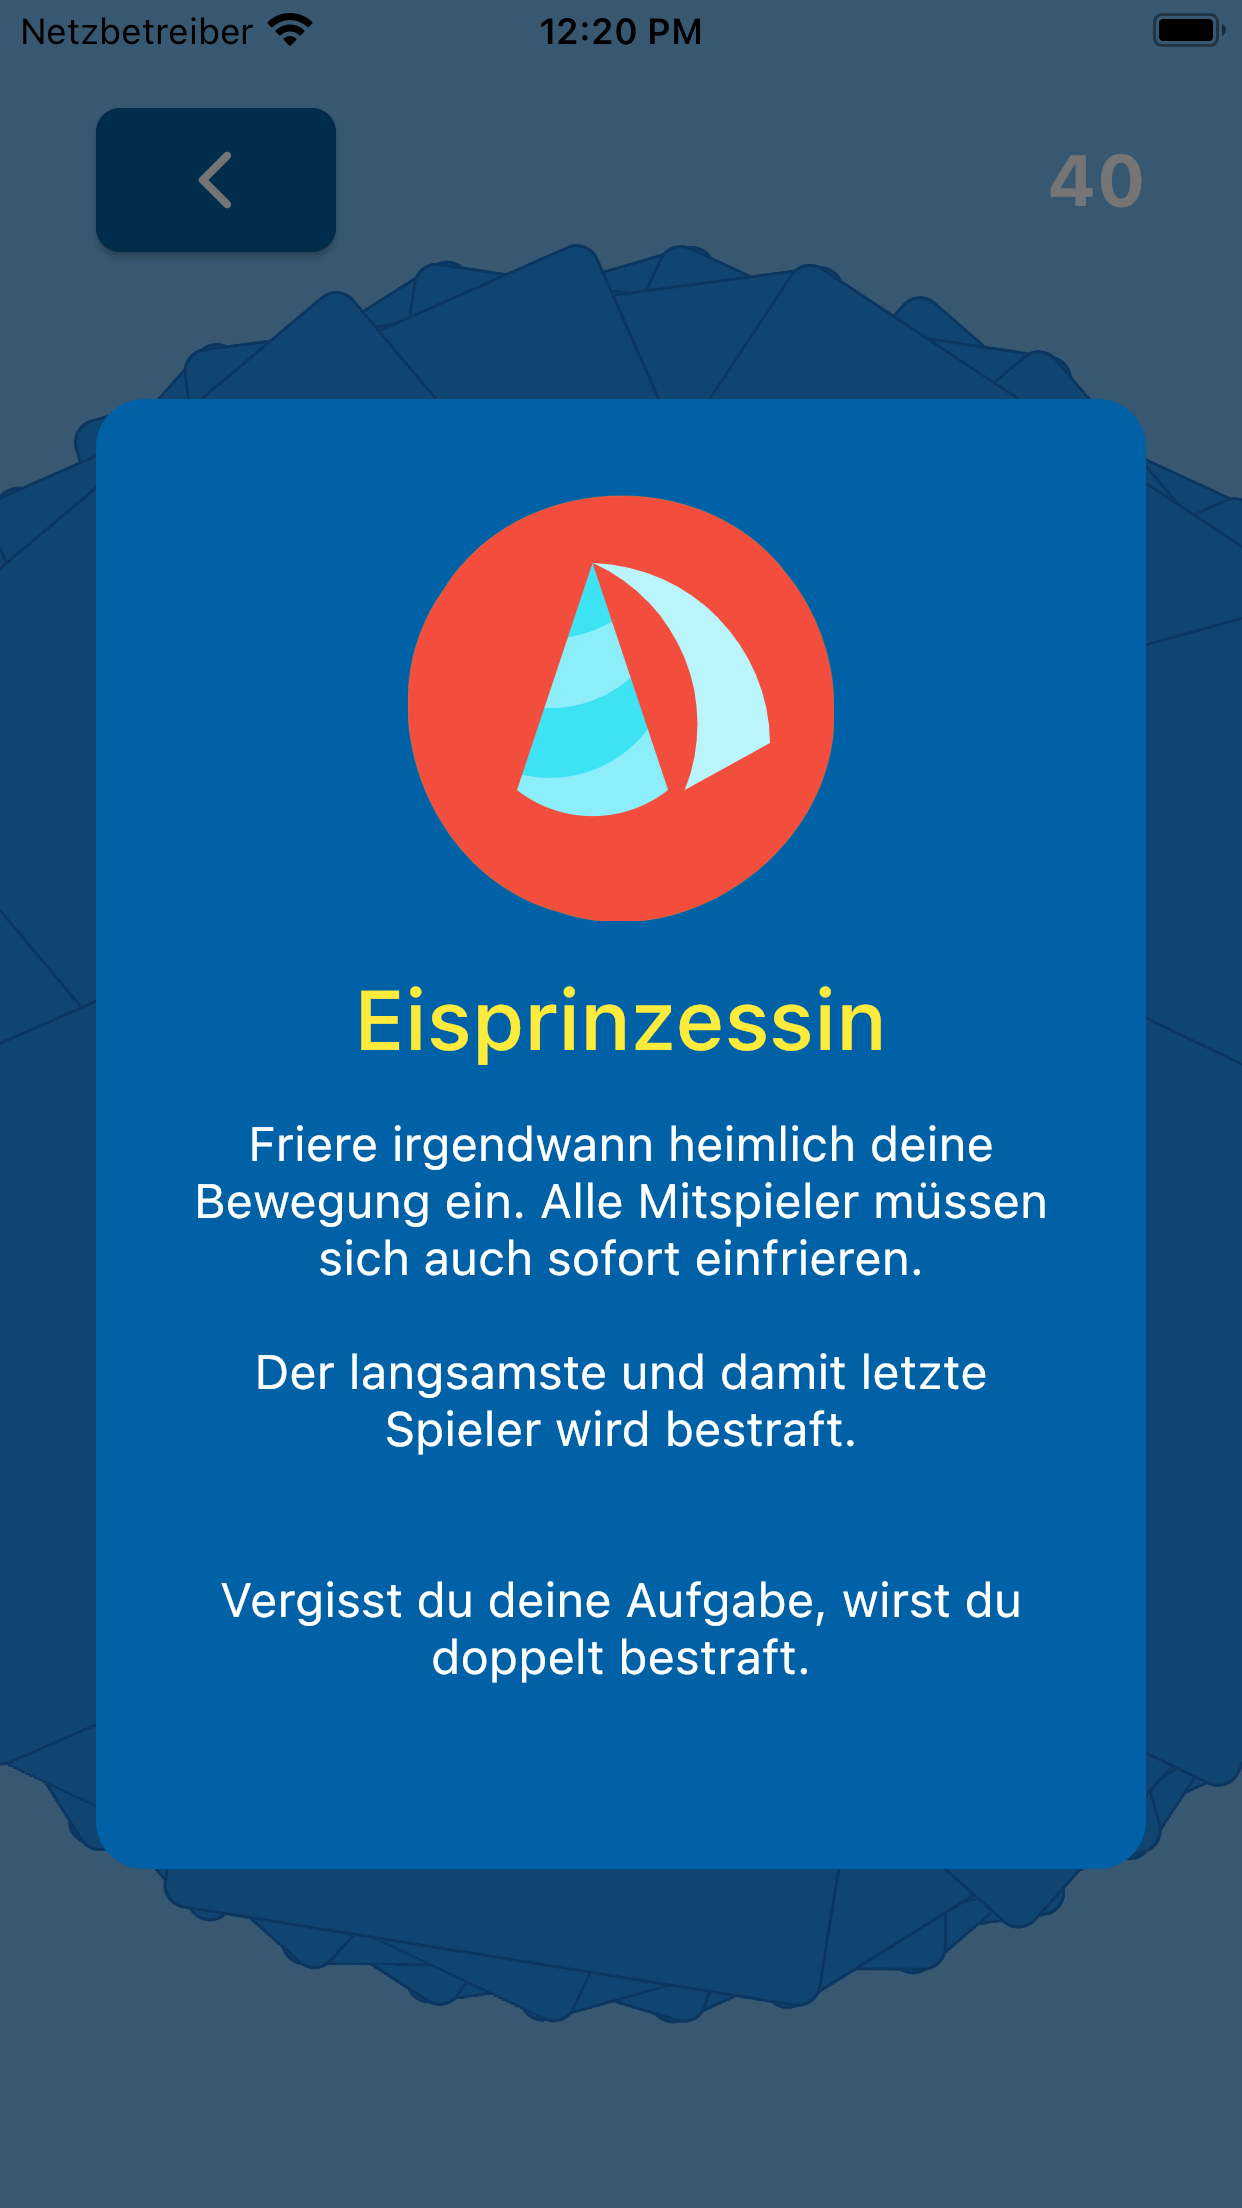 Netzbetreiber 12:20 PM
40
Eisprinzessin
Friere irgendwann heimlich deine
Bewegung ein. Alle Mitspieler müssen
sich auch sofort einfrieren.
Der langsamste und damit letzte
Spieler wird bestraft.
Vergisst du deine Aufgabe, wirst du
doppelt bestraft.